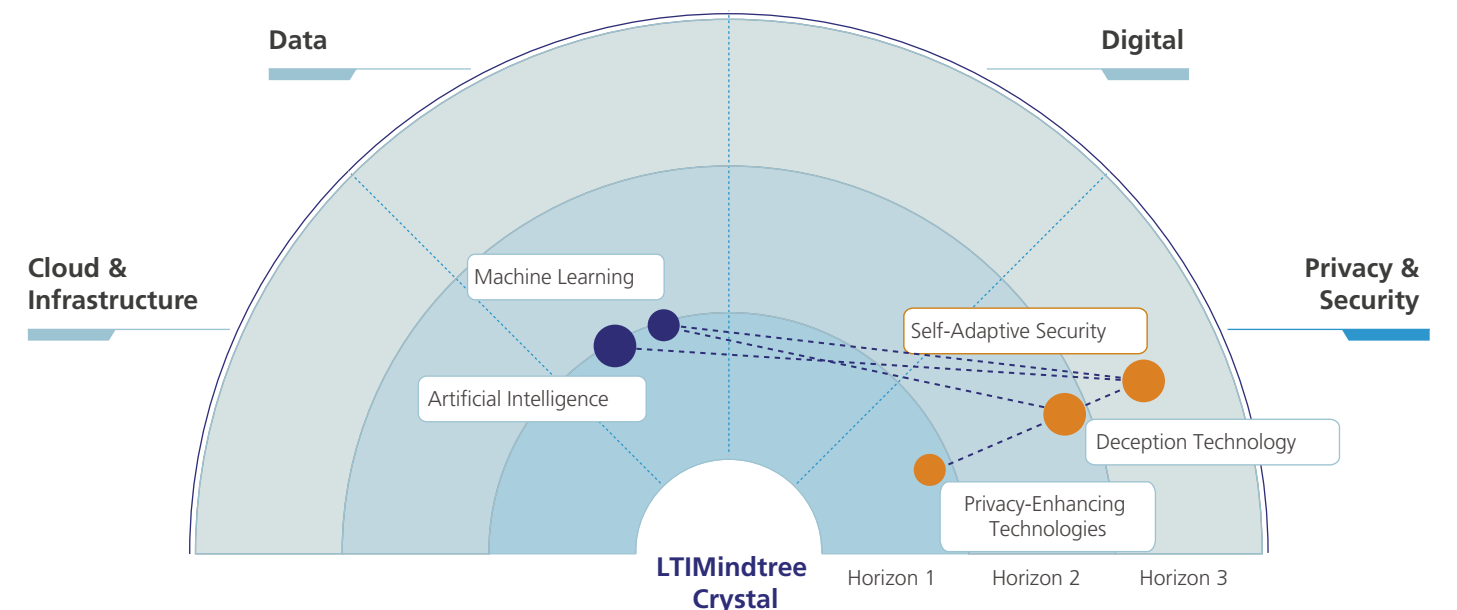 Data
Digital
Cloud &
Infrastructure
Privacy &
Security
Machine Learning
Self-Adaptive Security
Artificial Intelligence
Deception Technology
Privacy-Enhancing
Technologies
LTIMindtree
Crystal
Horizon 1
Horizon 2
Horizon 3